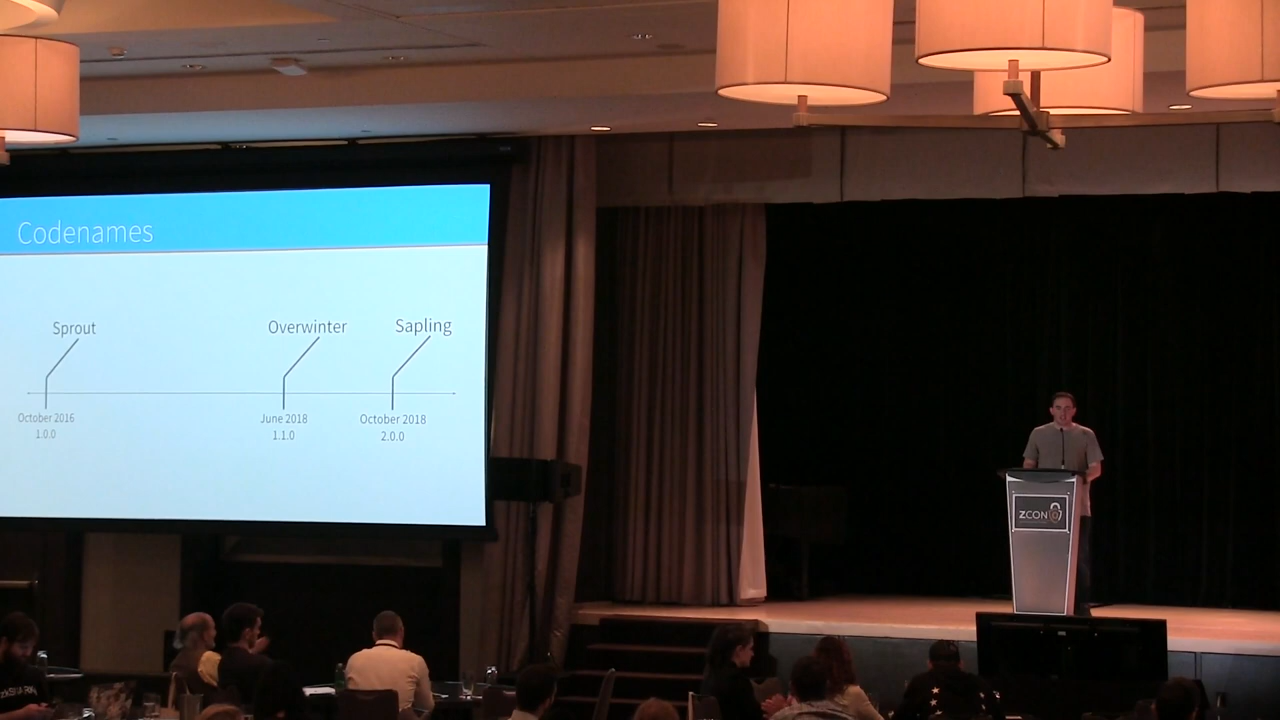 Codenames
Sprout
Overwinter
Sapling
October 2016
1.0.0
June 2018
1.1.0
October 2018
2.0.0
ZCON 0